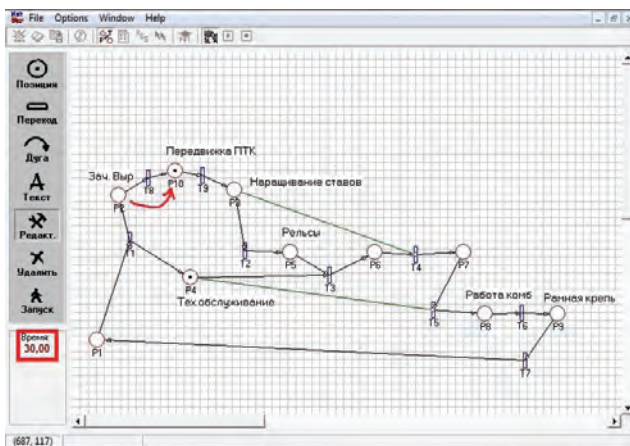 File Options Window Help
Позиция
Переход
Дуга
Текст
Редакт.
Удалить
Запуск
Время:
30,00
Передвижка ПТК
Зач. Выр
T8
P10
T9
P2
P3
Наращивание ставов
T1
Рельсы
T2
P5
T3
P6
T4
P7
P4
Тех.обслуживание
T5
Работа комб
Рамная крепь
P8
T6
P9
P1
T7
(687, 117)